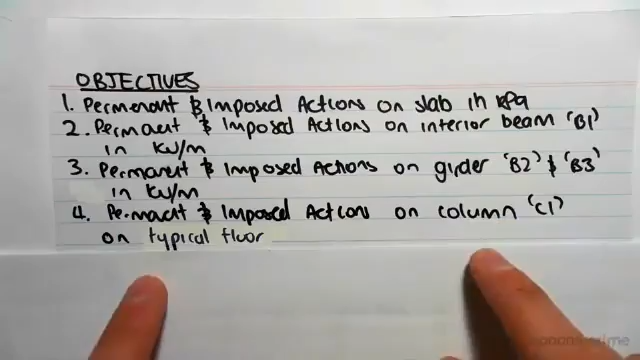 OBJECTIVES
1. Permenant & Imposed Actions on slab in kPa
2. Permanent & Imposed Actions on interior beam 'B1'
in kN/m
3. Permanent & Imposed Actions on girder 'B2' & 'B3'
in kN/m
4. Permanent & Imposed Actions on column 'C1'
on typical floor